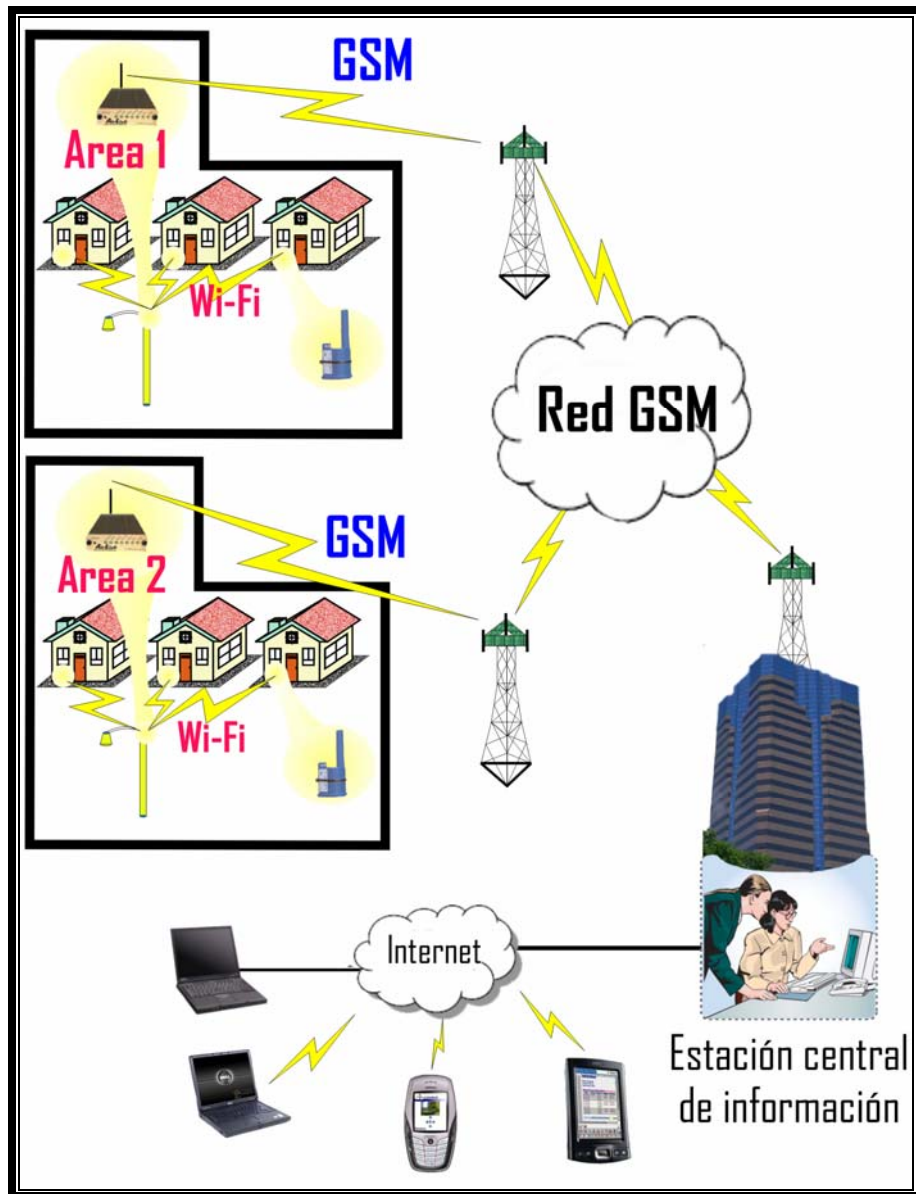 GSM
Area 1
Wi-Fi
Red GSM
GSM
Area 2
Wi-Fi
Internet
Estación central
de información